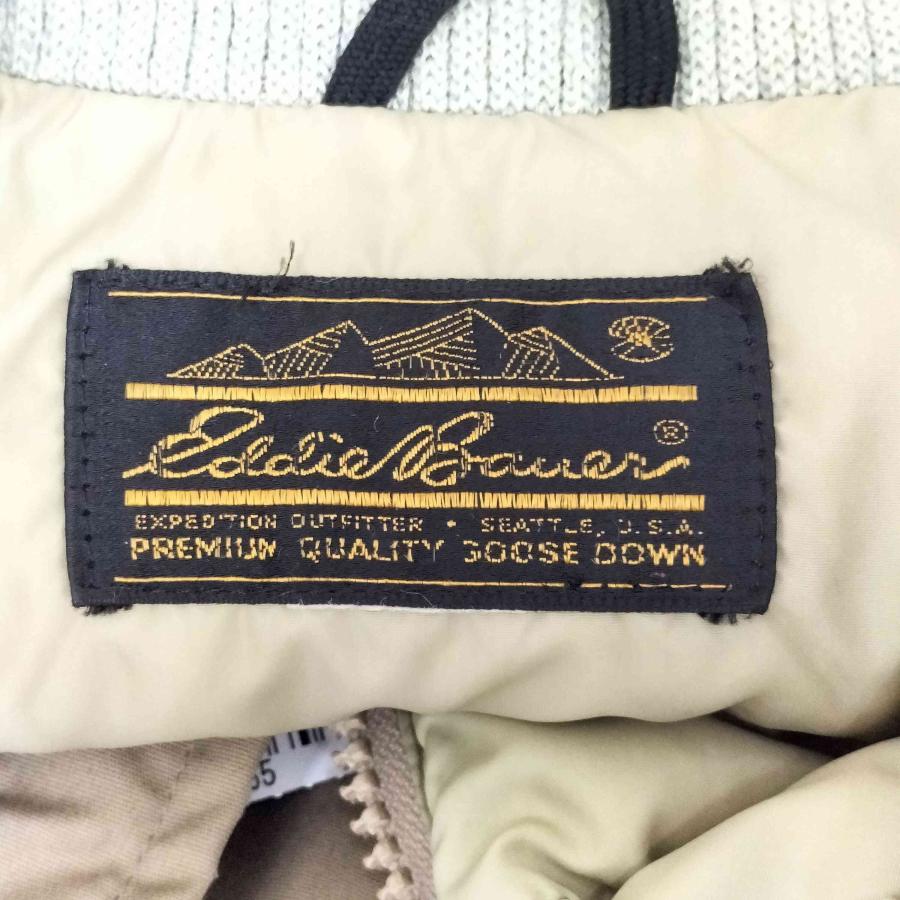 Eddie Bauer ®
EXPEDITION OUTFITTER • SEATTLE, U.S.A.
PREMIUM QUALITY GOOSE DOWN